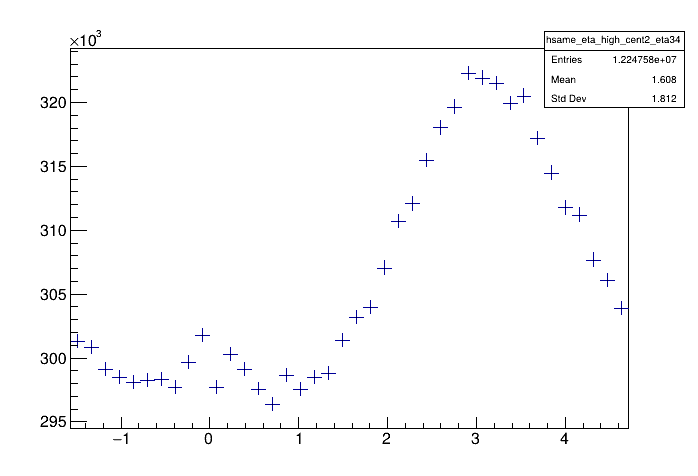 ×10³
hsame_eta_high_cent2_eta34
Entries 1.224758e+07
Mean 1.608
Std Dev 1.812
320
315
310
305
300
295
−1 0 1 2 3 4